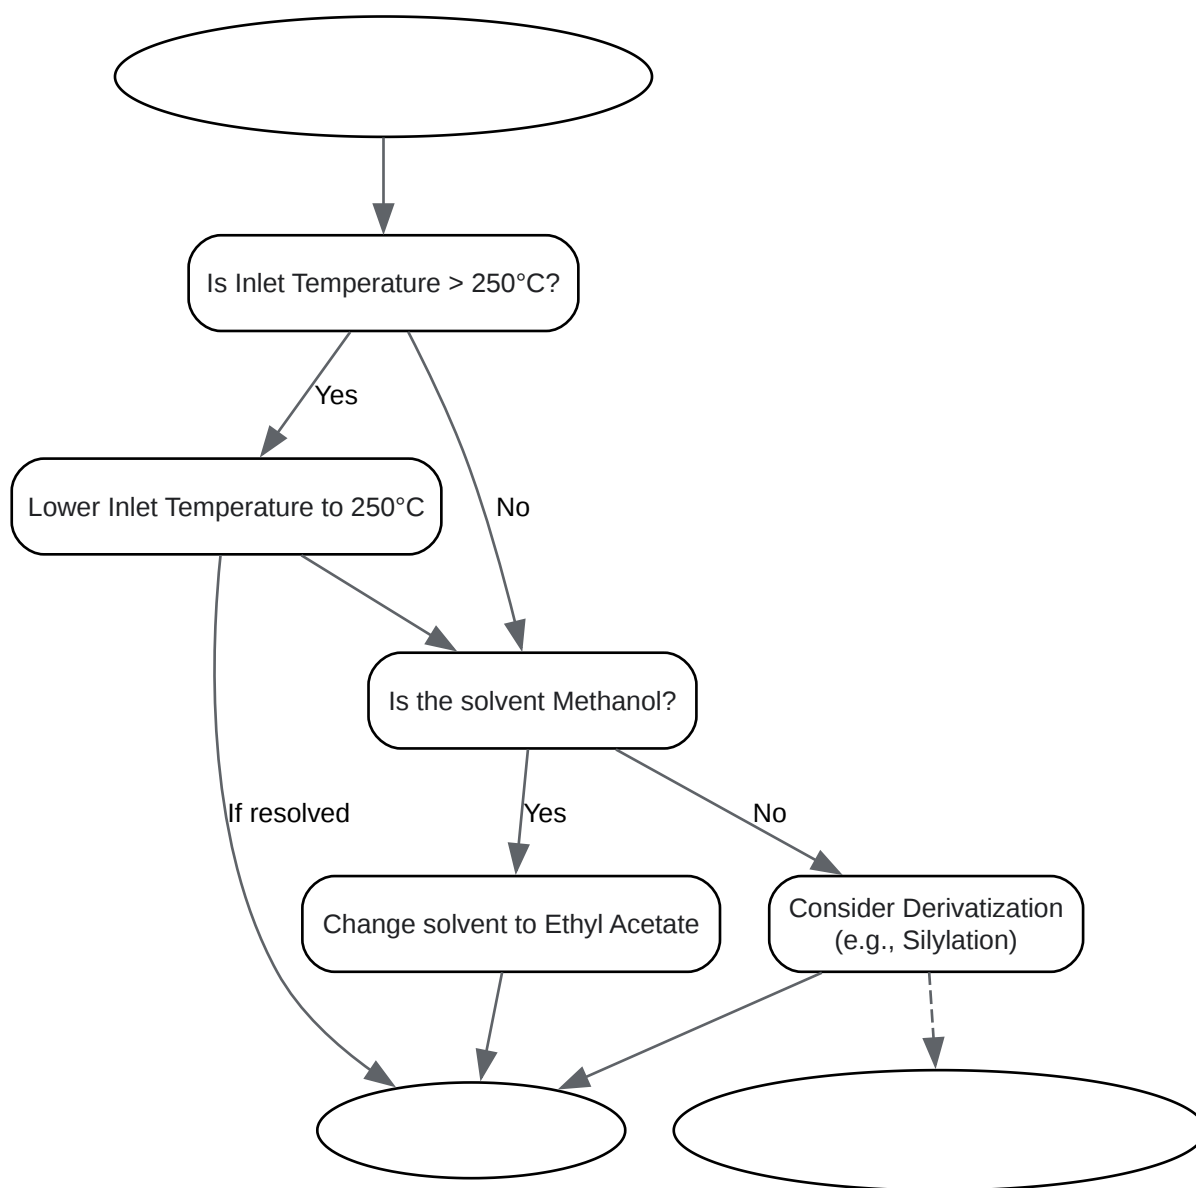 Is Inlet Temperature > 250°C?
Yes
Lower Inlet Temperature to 250°C
No
Is the solvent Methanol?
If resolved
Yes
No
Change solvent to Ethyl Acetate
Consider Derivatization
(e.g., Silylation)